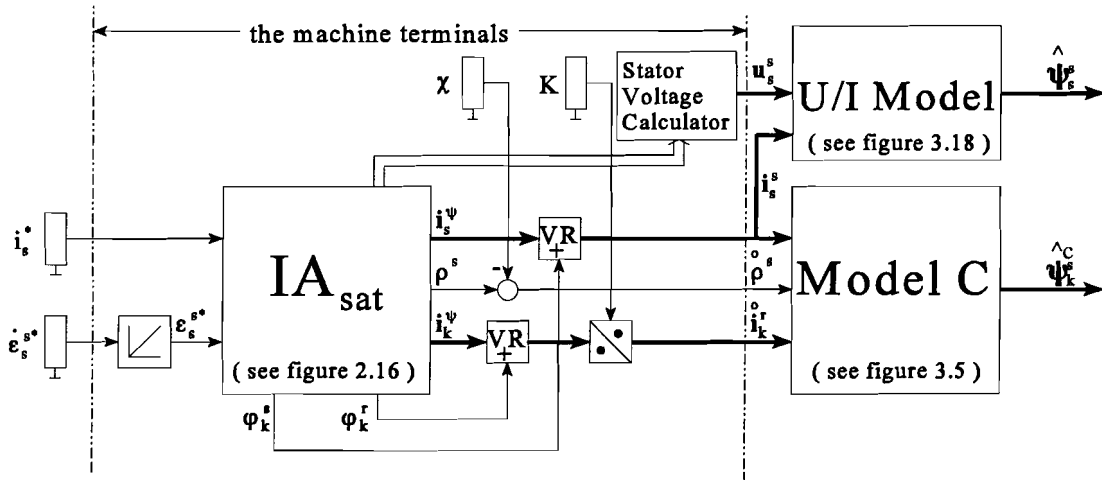 the machine terminals
χ
K
Stator
Voltage
Calculator
u_s^s
U/I Model
( see figure 3.18 )
ψ̂_s^s
i_s^s
i_s^*
IA_sat
( see figure 2.16 )
i_s^ψ
VR
+
ρ^s
-
ρ̊^s
Model C
( see figure 3.5 )
ψ̂_k^s^C
ε̇_s^s*
ε_s^s*
i_k^ψ
VR
+
i̊_k^r
φ_k^s
φ_k^r